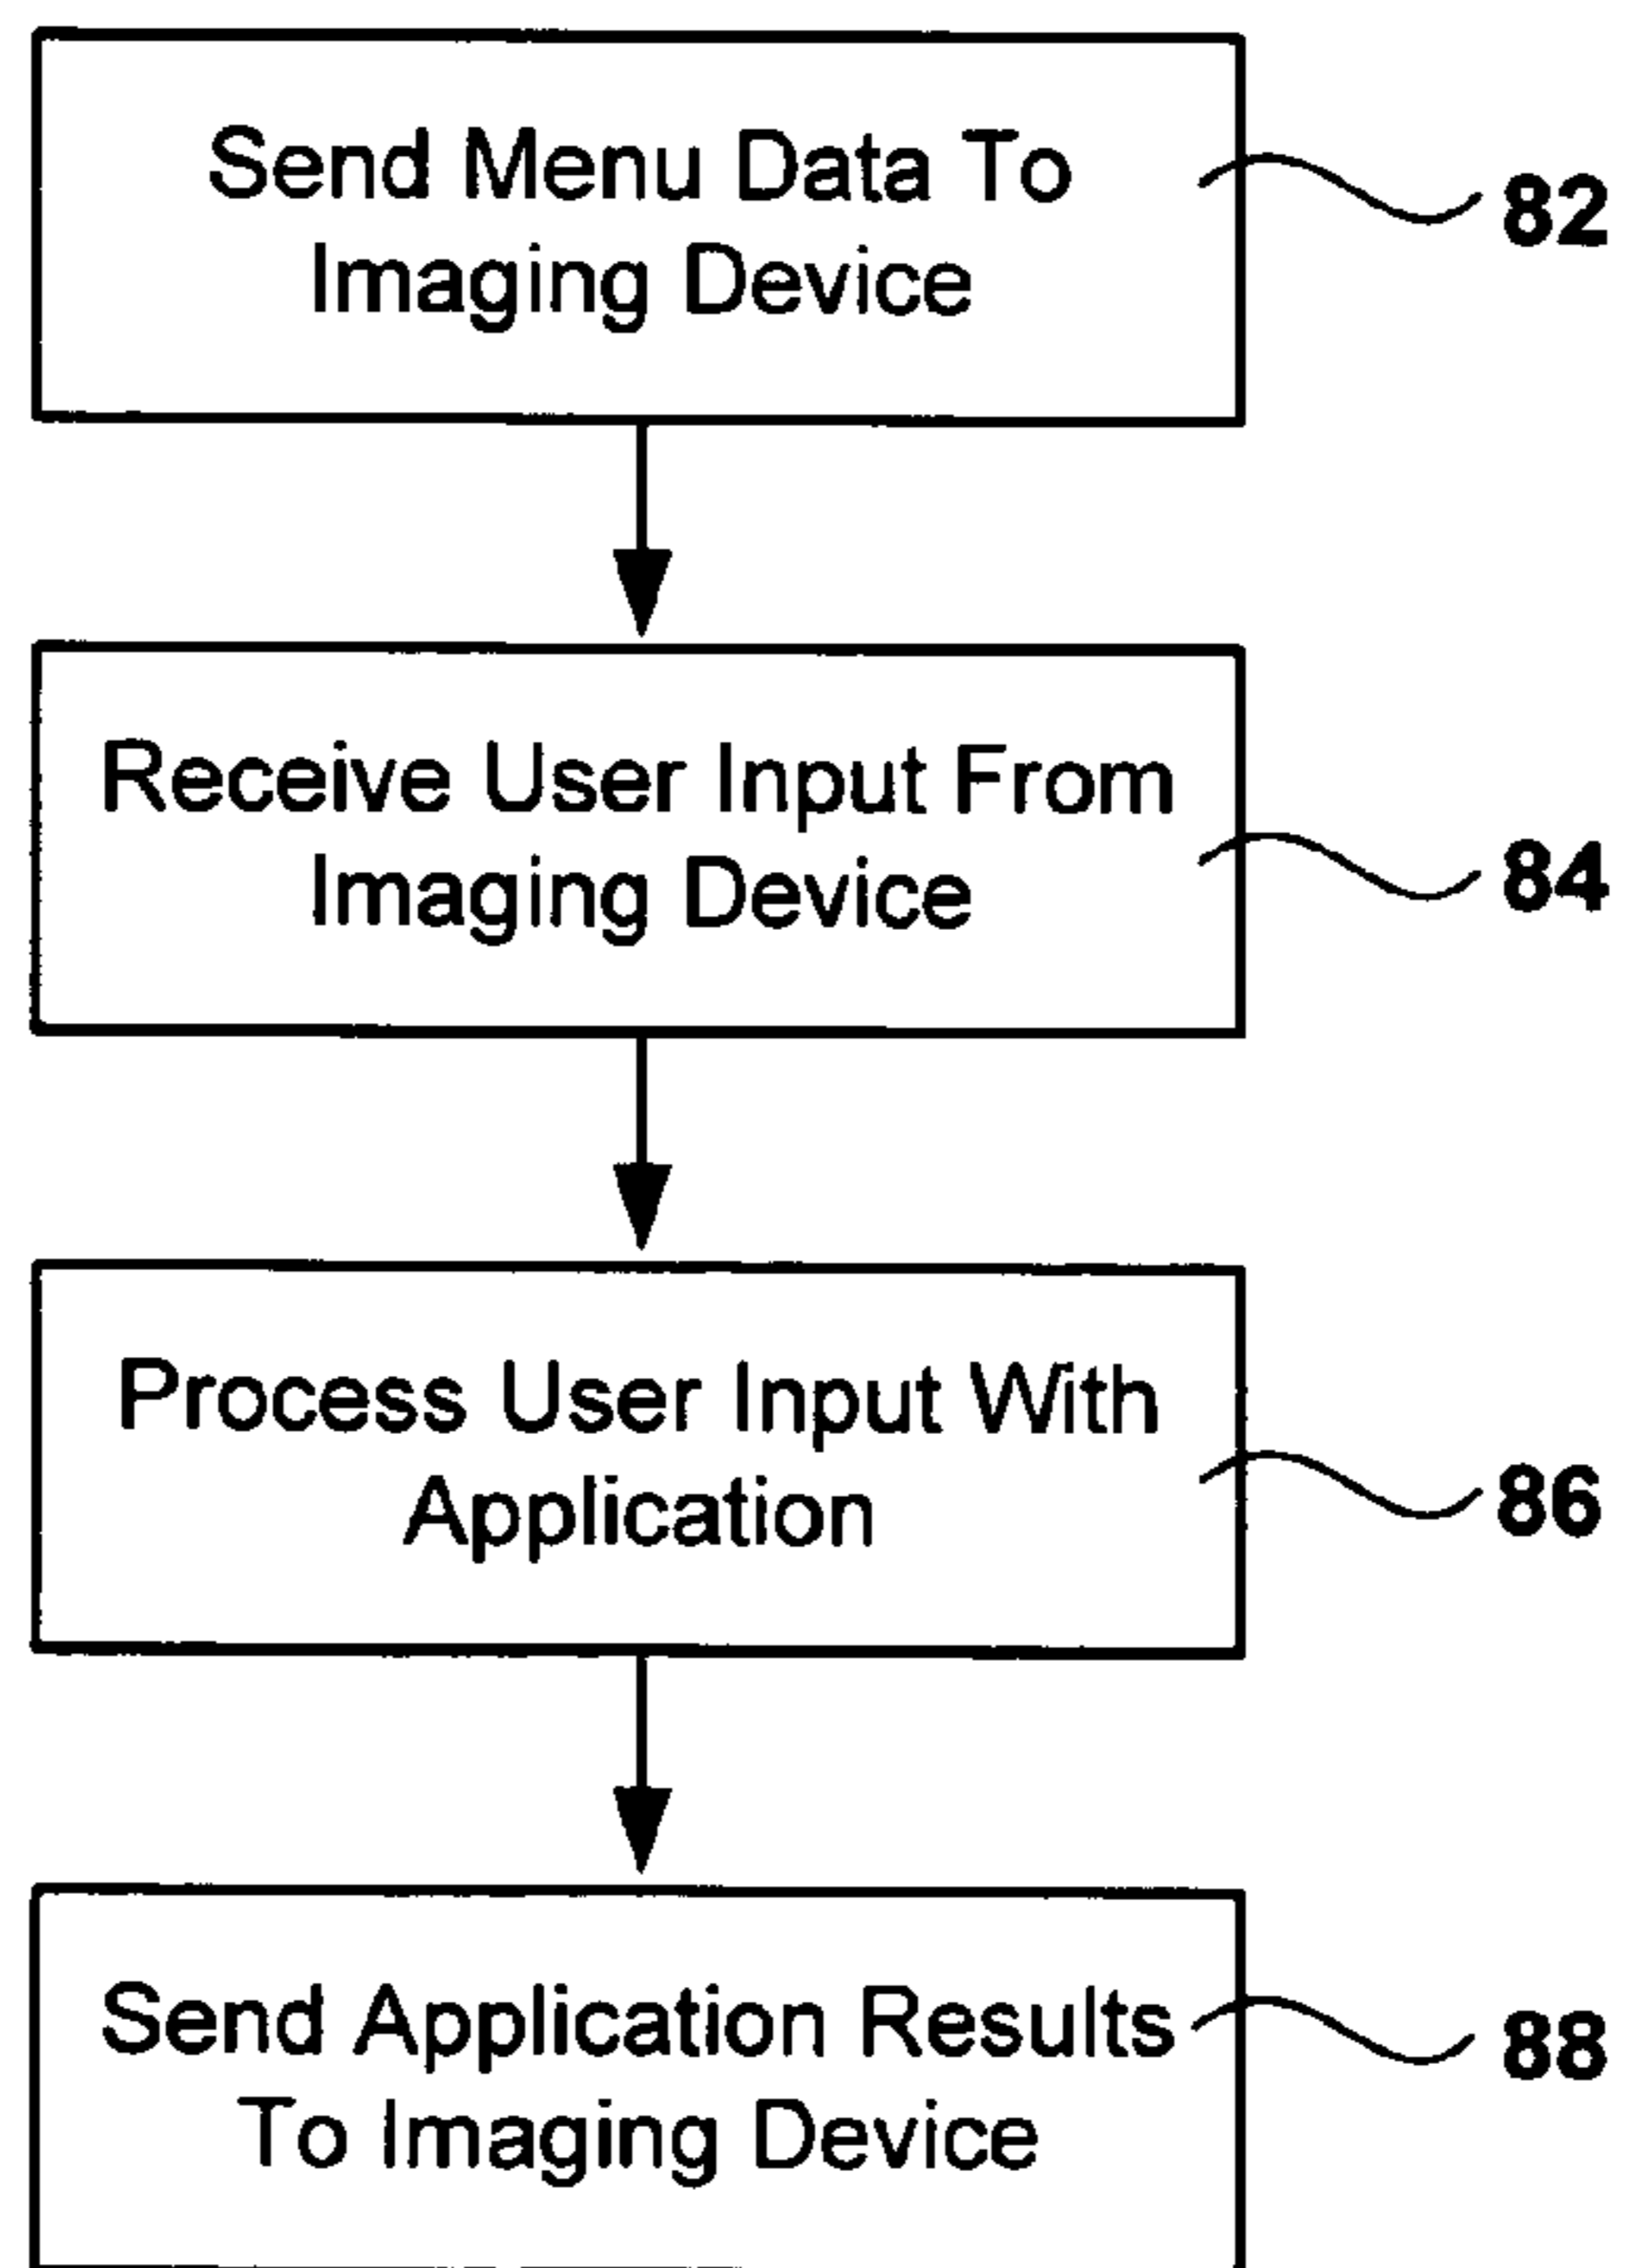 Send Menu Data To
Imaging Device
82
Receive User Input From
Imaging Device
84
Process User Input With
Application
86
Send Application Results
To Imaging Device
88